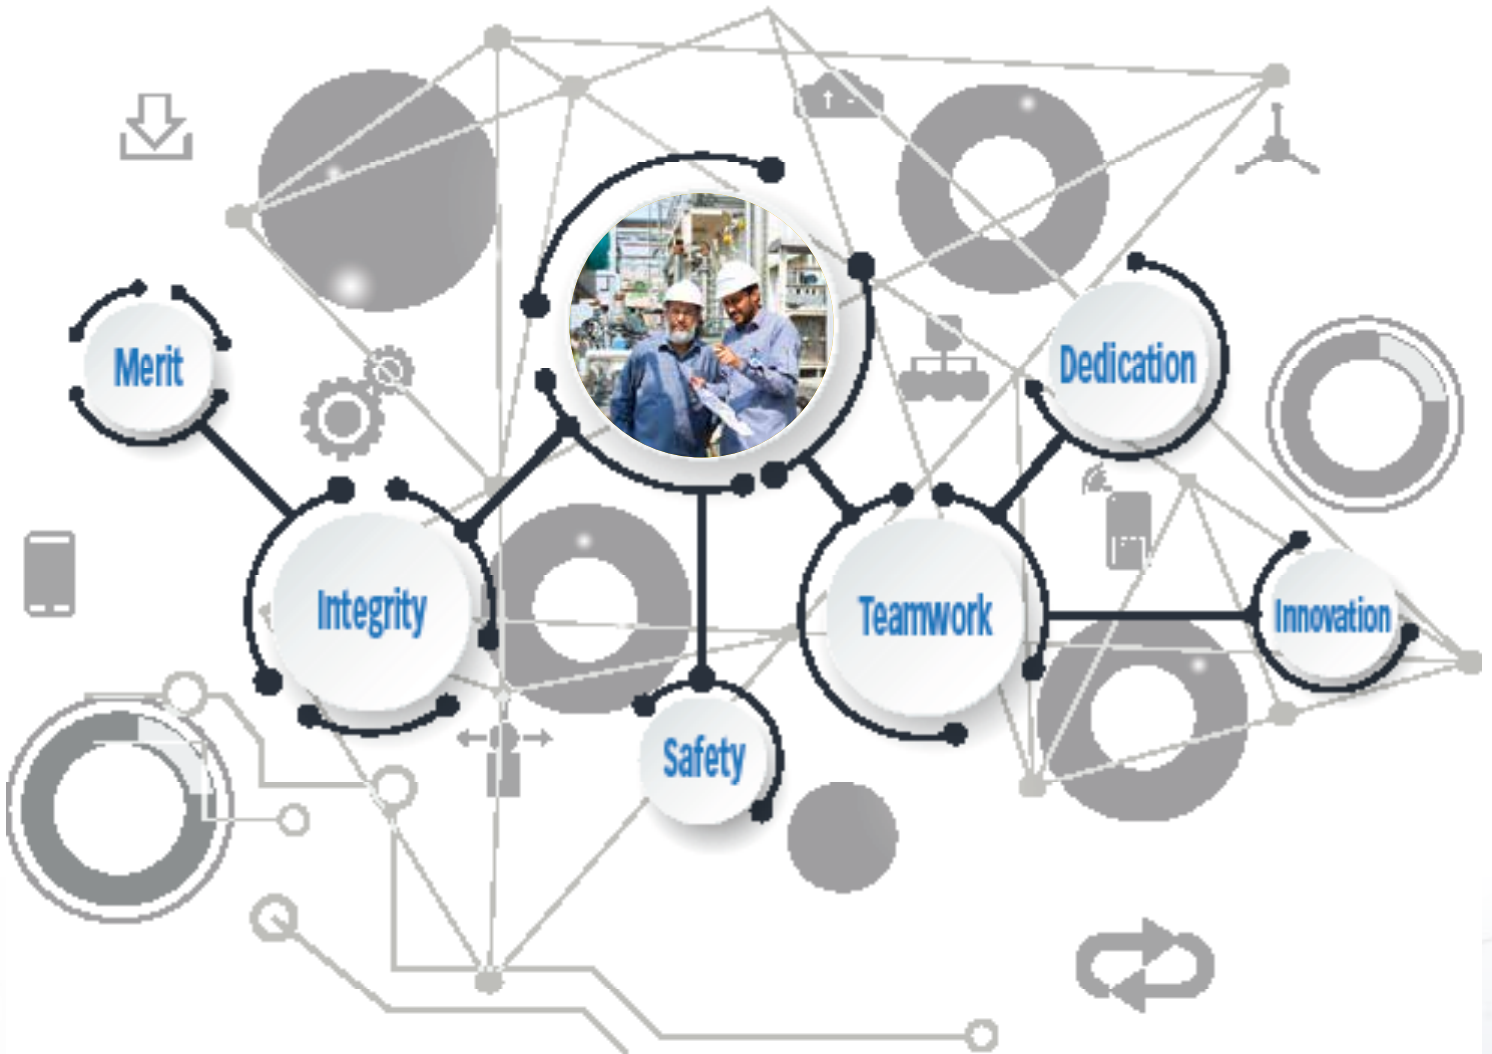 Merit
Dedication
Integrity
Teamwork
Innovation
Safety